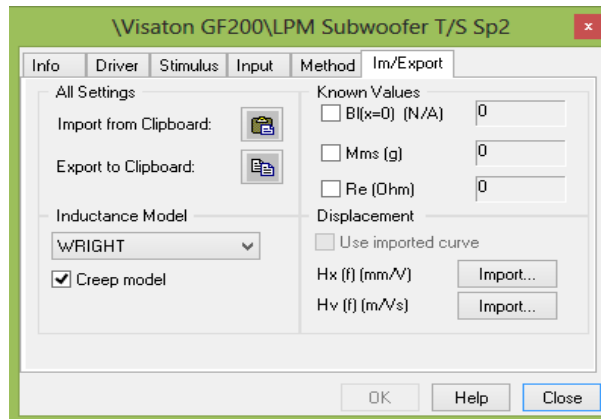 \Visaton GF200\LPM Subwoofer T/S Sp2
x
Info Driver Stimulus Input Method Im/Export
All Settings
Import from Clipboard:
Export to Clipboard:
Known Values
Bl(x=0) (N/A) 0
Mms (g) 0
Re (Ohm) 0
Inductance Model
WRIGHT
Creep model
Displacement
Use imported curve
Hx (f) (mm/V) Import...
Hv (f) (m/Vs) Import...
OK Help Close